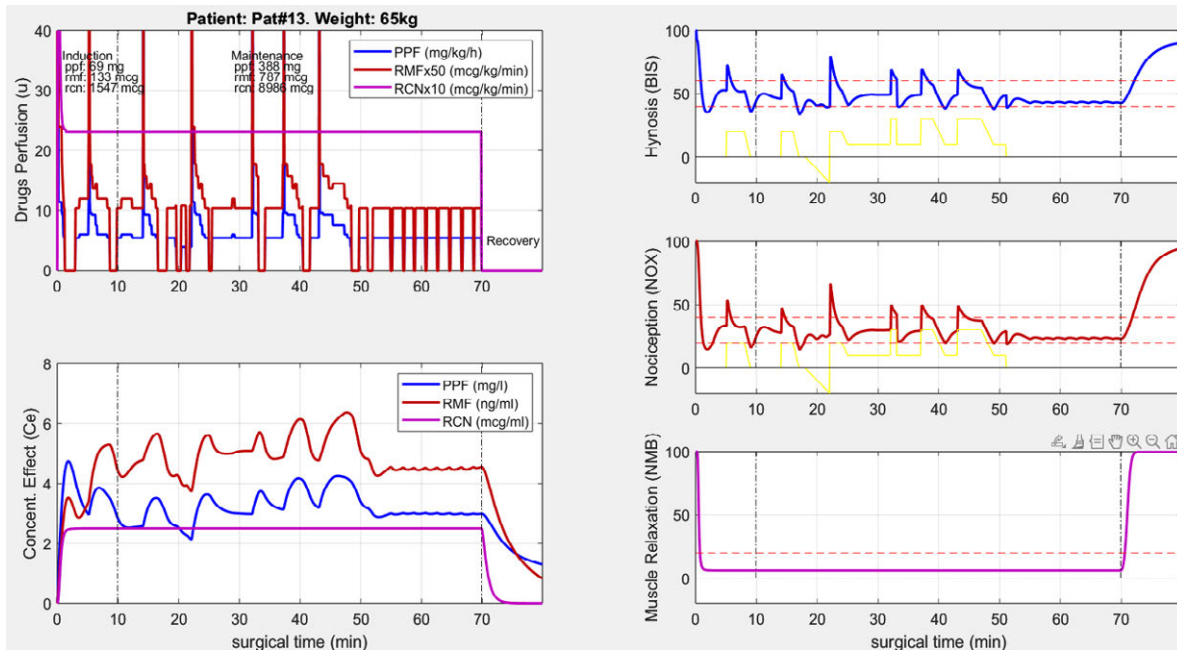 Patient: Pat#13. Weight: 65kg
Drugs Perfusion (u)
40
30
20
10
0
Induction
ppf: 69 mg
rmf: 133 mcg
rcn: 1547 mcg
Maintenance
ppf: 388 mg
rmf: 787 mcg
rcn: 8986 mcg
PPF (mg/kg/h)
RMFx50 (mcg/kg/min)
RCNx10 (mcg/kg/min)
Recovery
0 10 20 30 40 50 60 70
Concent. Effect (Ce)
8
6
4
2
0
PPF (mg/l)
RMF (ng/ml)
RCN (mcg/ml)
0 10 20 30 40 50 60 70
surgical time (min)
Hynosis (BIS)
100
50
0
0 10 20 30 40 50 60 70
Nociception (NOX)
100
50
0
0 10 20 30 40 50 60 70
Muscle Relaxation (NMB)
100
50
0
0 10 20 30 40 50 60 70
surgical time (min)